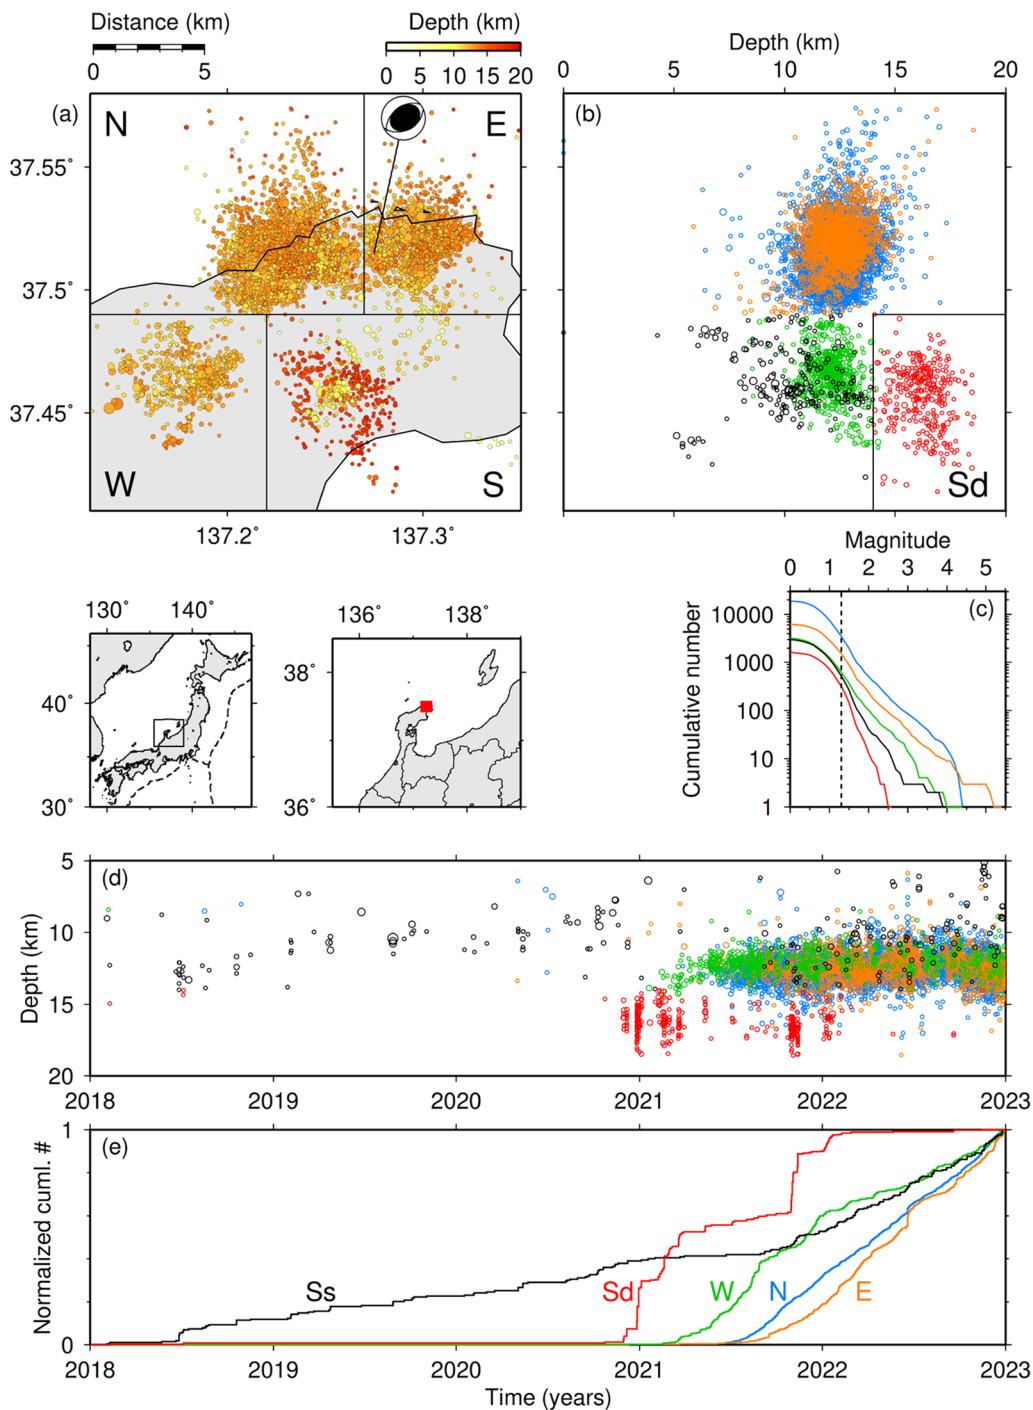 Distance (km)
0 5
Depth (km)
0 5 10 15 20
(a)
N
E
W
S
37.55
37.5
37.45
137.2°
137.3°
Depth (km)
0 5 10 15 20
(b)
Sd
Magnitude
0 1 2 3 4 5
(c)
Cumulative number
10000
1000
100
10
1
130° 140°
40°
30°
136° 138°
38°
36°
(d)
Depth (km)
5
10
15
20
2018 2019 2020 2021 2022 2023
(e)
Normalized cuml. #
1
0
Ss
Sd
W
N
E
2018 2019 2020 2021 2022 2023
Time (years)